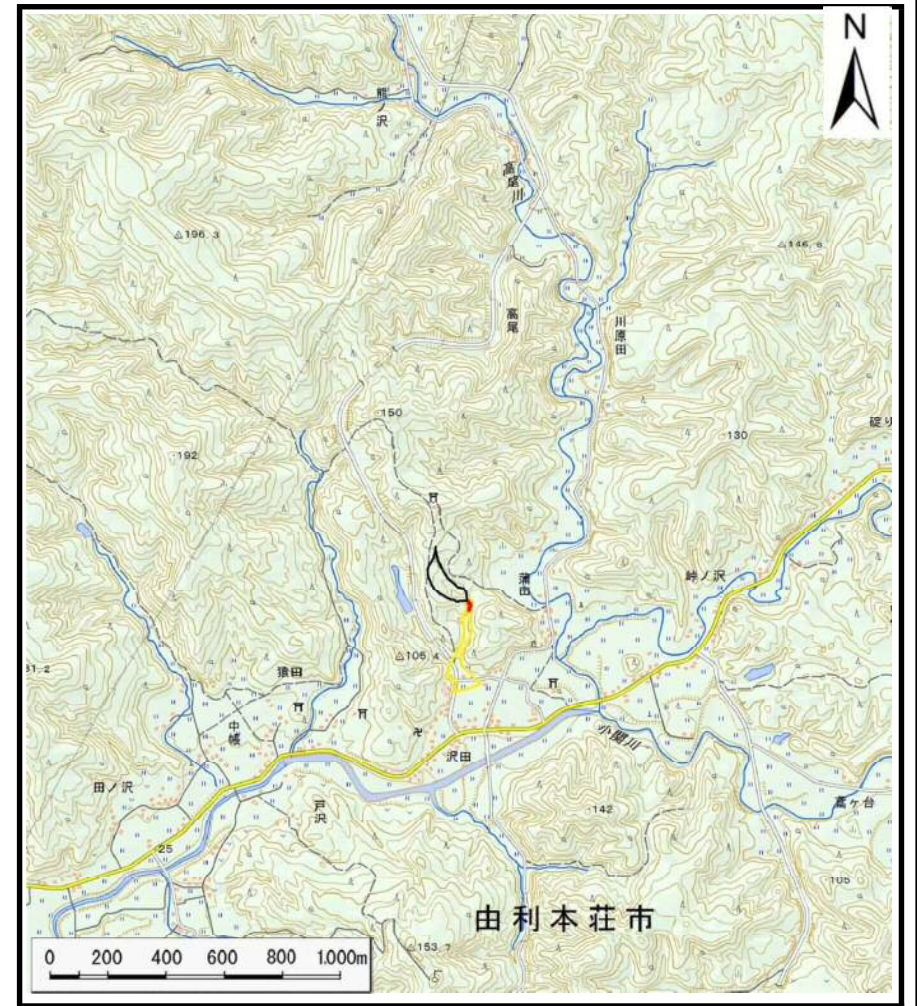 N
熊ノ沢
高尾川
196.3
146.8
高尾
川原田
150
碇り
192
130
蒲田
峠ノ沢
105.4
猿田
中帳
小関川
沢田
田ノ沢
戸沢
142
高ヶ台
25
105
由利本荘市
153.7
0 200 400 600 800 1,000m